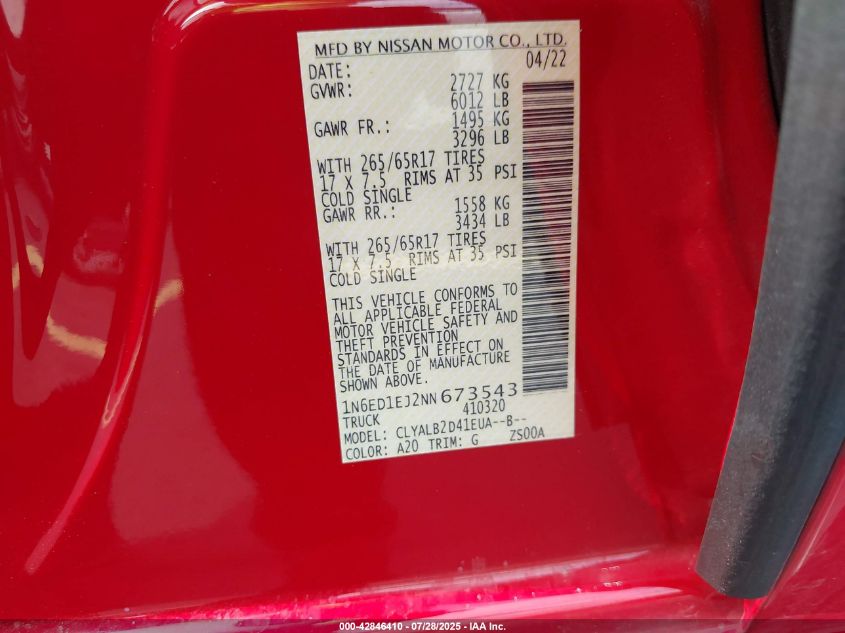 MFD BY NISSAN MOTOR CO., LTD.
DATE: 04/22
GVWR: 2727 KG
6012 LB
GAWR FR.: 1495 KG
3296 LB
WITH 265/65R17 TIRES
17 X 7.5 RIMS AT 35 PSI
COLD SINGLE
GAWR RR.: 1558 KG
3434 LB
WITH 265/65R17 TIRES
17 X 7.5 RIMS AT 35 PSI
COLD SINGLE
THIS VEHICLE CONFORMS TO
ALL APPLICABLE FEDERAL
MOTOR VEHICLE SAFETY AND
THEFT PREVENTION
STANDARDS IN EFFECT ON
THE DATE OF MANUFACTURE
SHOWN ABOVE.
1N6ED1EJ2NN 673543
TRUCK 410320
MODEL: CLYALB2D41EUA--B--
COLOR: A20 TRIM: G ZS00A
000-42846410 - 07/28/2025 - IAA Inc.